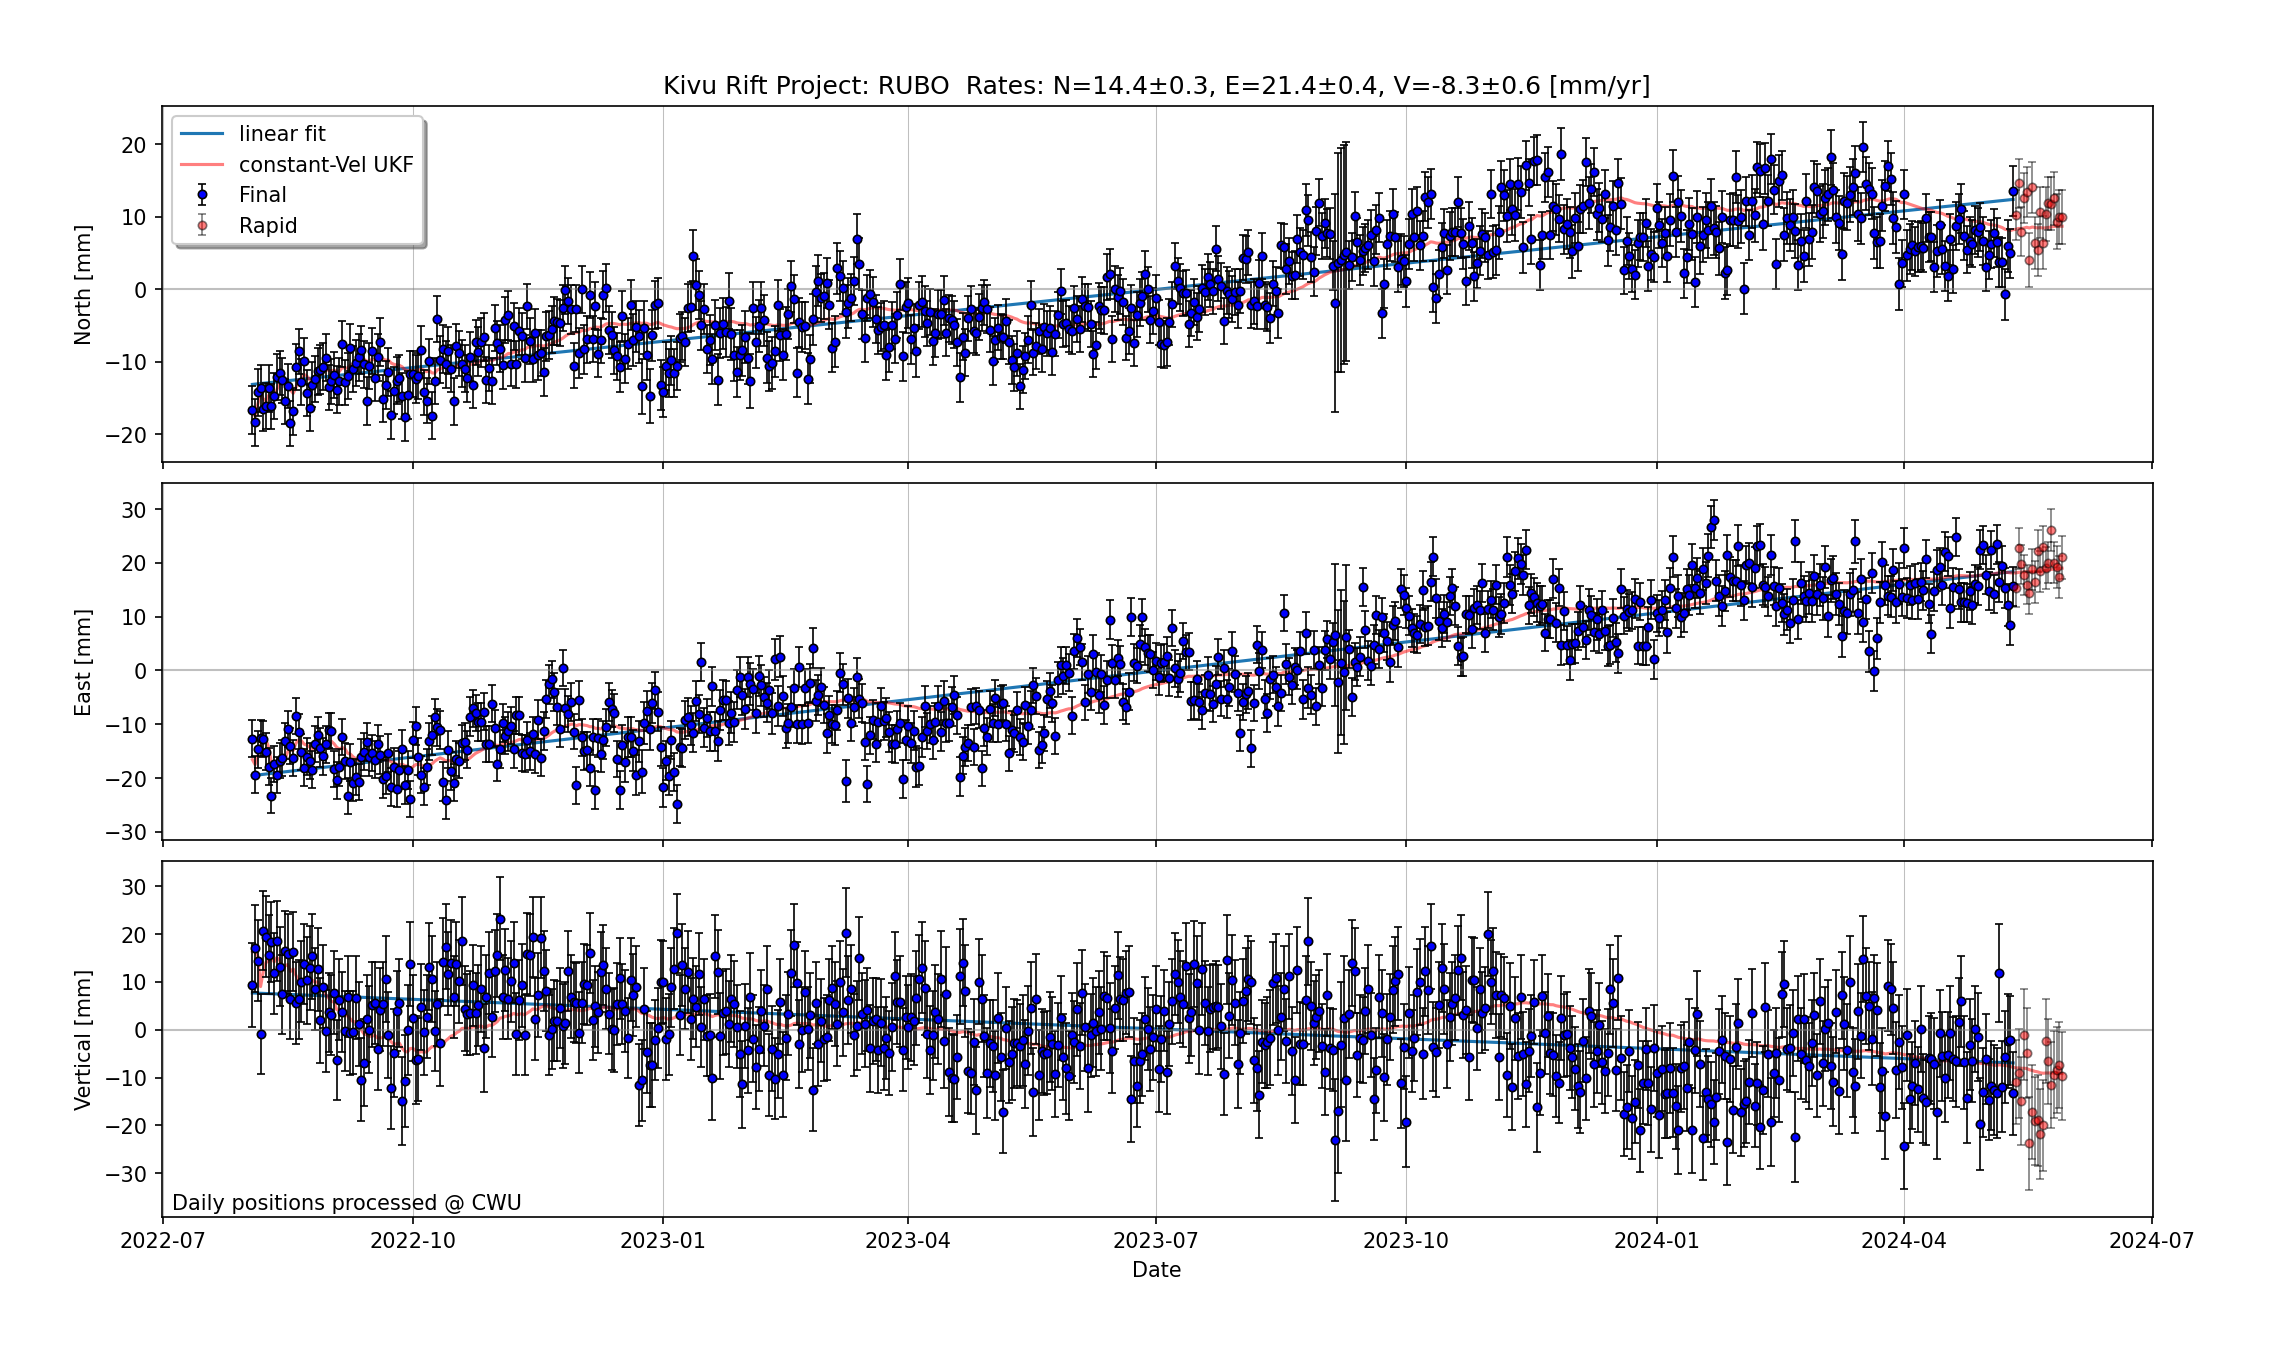 Kivu Rift Project: RUBO  Rates: N=14.4±0.3, E=21.4±0.4, V=-8.3±0.6 [mm/yr]
linear fit
constant-Vel UKF
Final
Rapid
North [mm]
20
10
0
−10
−20
East [mm]
30
20
10
0
−10
−20
−30
Vertical [mm]
30
20
10
0
−10
−20
−30
Daily positions processed @ CWU
2022-07 2022-10 2023-01 2023-04 2023-07 2023-10 2024-01 2024-04 2024-07
Date